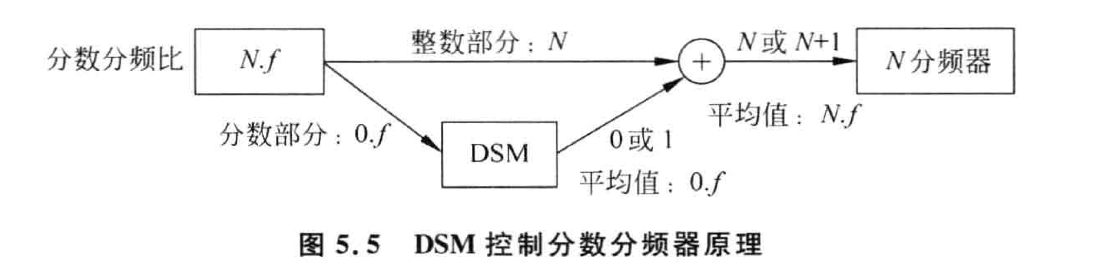 整数部分：N
N或 N+1
分数分频比
N.f
+
N分频器
平均值：N.f
分数部分：0.f
DSM
0或 1
平均值：0.f
图 5.5 DSM 控制分数分频器原理